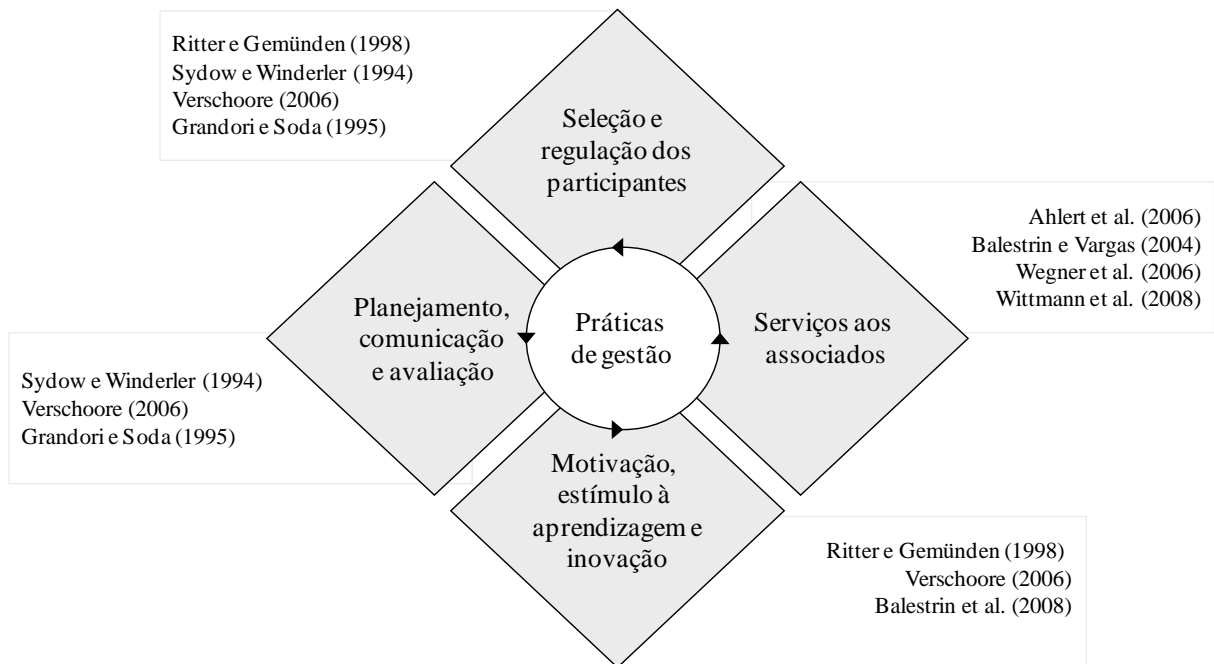 Ritter e Gemünden (1998)
Sydow e Winderler (1994)
Verschoore (2006)
Grandori e Soda (1995)
Seleção e
regulação dos
participantes
Ahlert et al. (2006)
Balestrin e Vargas (2004)
Wegner et al. (2006)
Wittmann et al. (2008)
Planejamento,
comunicação
e avaliação
Práticas
de gestão
Serviços aos
associados
Sydow e Winderler (1994)
Verschoore (2006)
Grandori e Soda (1995)
Motivação,
estímulo à
aprendizagem e
inovação
Ritter e Gemünden (1998)
Verschoore (2006)
Balestrin et al. (2008)